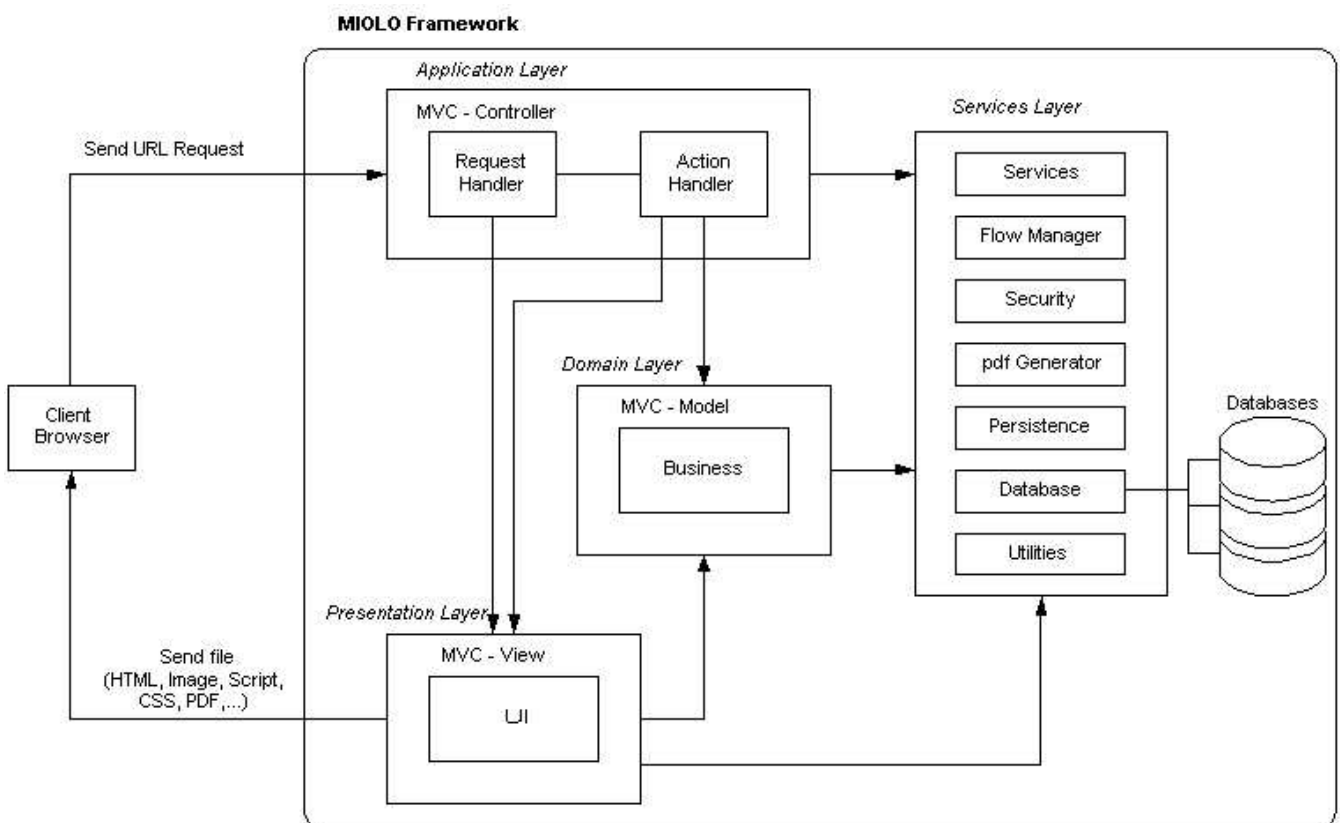 MIOLO Framework
Application Layer
MVC - Controller
Services Layer
Send URL Request
Request
Handler
Action
Handler
Services
Flow Manager
Security
Domain Layer
pdf Generator
MVC - Model
Databases
Client
Browser
Persistence
Business
Database
Utilities
Presentation Layer
MVC - View
Send file
(HTML, Image, Script,
CSS, PDF,...)
UI